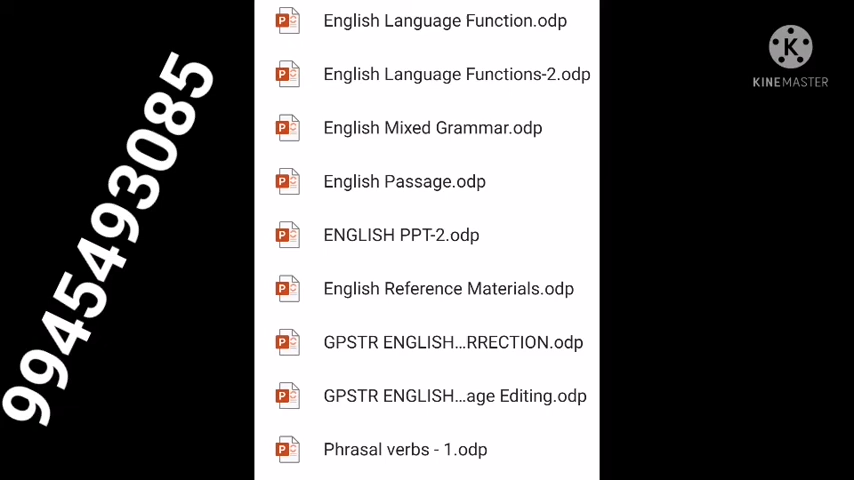 9945493085
English Language Function.odp
English Language Functions-2.odp
English Mixed Grammar.odp
English Passage.odp
ENGLISH PPT-2.odp
English Reference Materials.odp
GPSTR ENGLISH...RRECTION.odp
GPSTR ENGLISH...age Editing.odp
Phrasal verbs - 1.odp
K
KINEMASTER